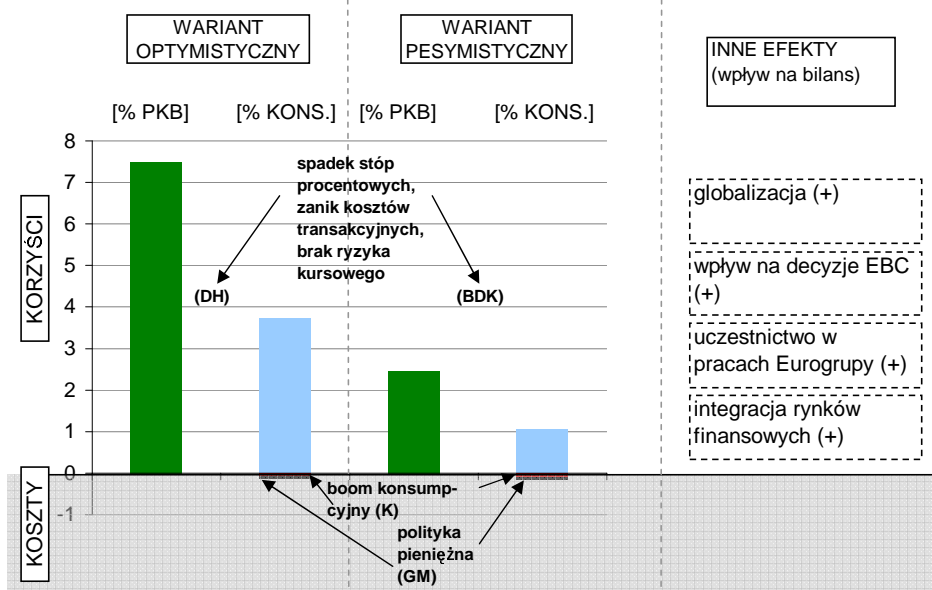 WARIANT
OPTYMISTYCZNY
WARIANT
PESYMISTYCZNY
INNE EFEKTY
(wpływ na bilans)
[% PKB]
[% KONS.]
[% PKB]
[% KONS.]
KORZYŚCI
KOSZTY
8
7
6
5
4
3
2
1
0
-1
spadek stóp
procentowych,
zanik kosztów
transakcyjnych,
brak ryzyka
kursowego
(DH)
(BDK)
boom konsump-
cyjny (K)
polityka
pieniężna
(GM)
globalizacja (+)
wpływ na decyzje EBC
(+)
uczestnictwo w
pracach Eurogrupy (+)
integracja rynków
finansowych (+)